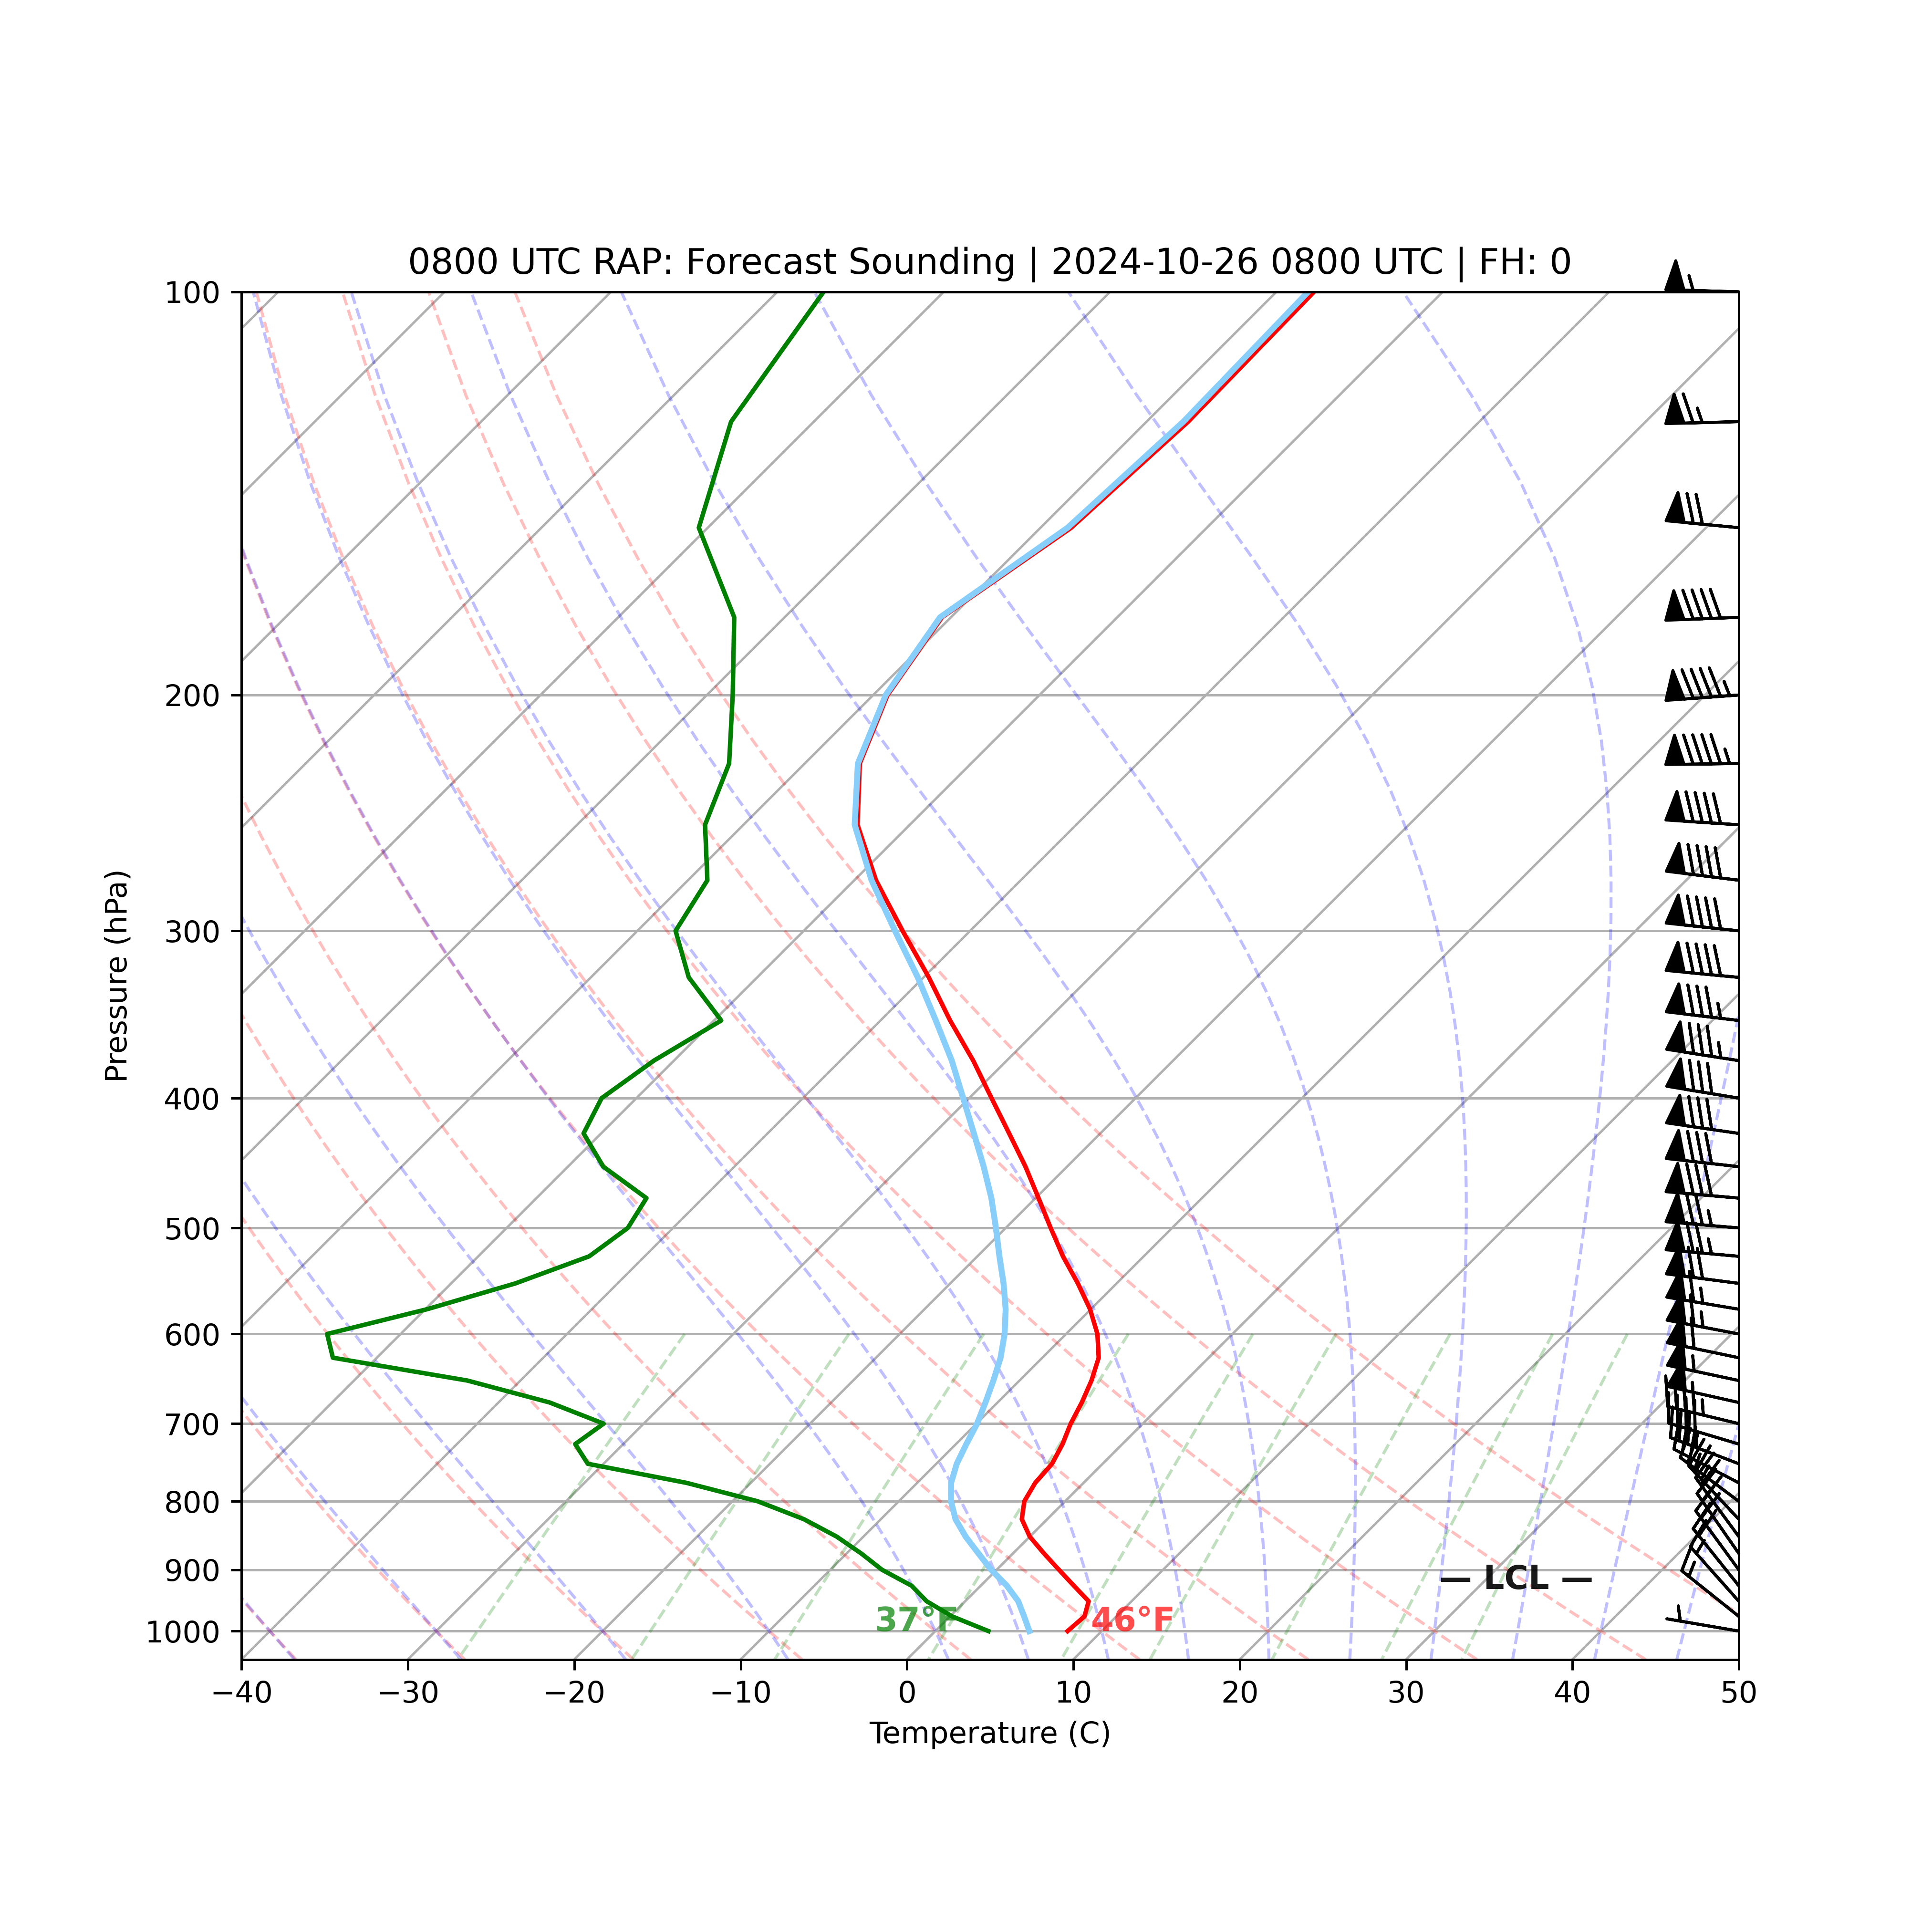 0800 UTC RAP: Forecast Sounding | 2024-10-26 0800 UTC | FH: 0
100
200
300
400
500
600
700
800
900
1000
Pressure (hPa)
— LCL —
37°F
46°F
−40 −30 −20 −10 0 10 20 30 40 50
Temperature (C)